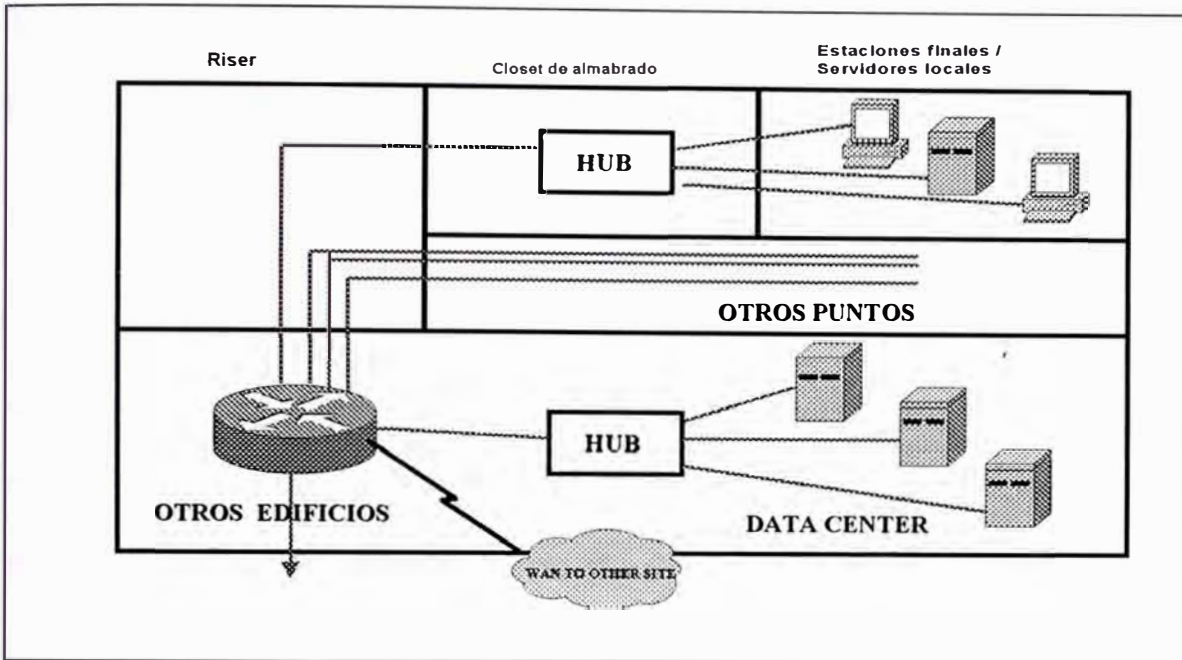 Riser
Closet de almabrado
Estaciones finales /
Servidores locales
HUB
OTROS PUNTOS
HUB
OTROS EDIFICIOS
DATA CENTER
WAN TO OTHER SITE